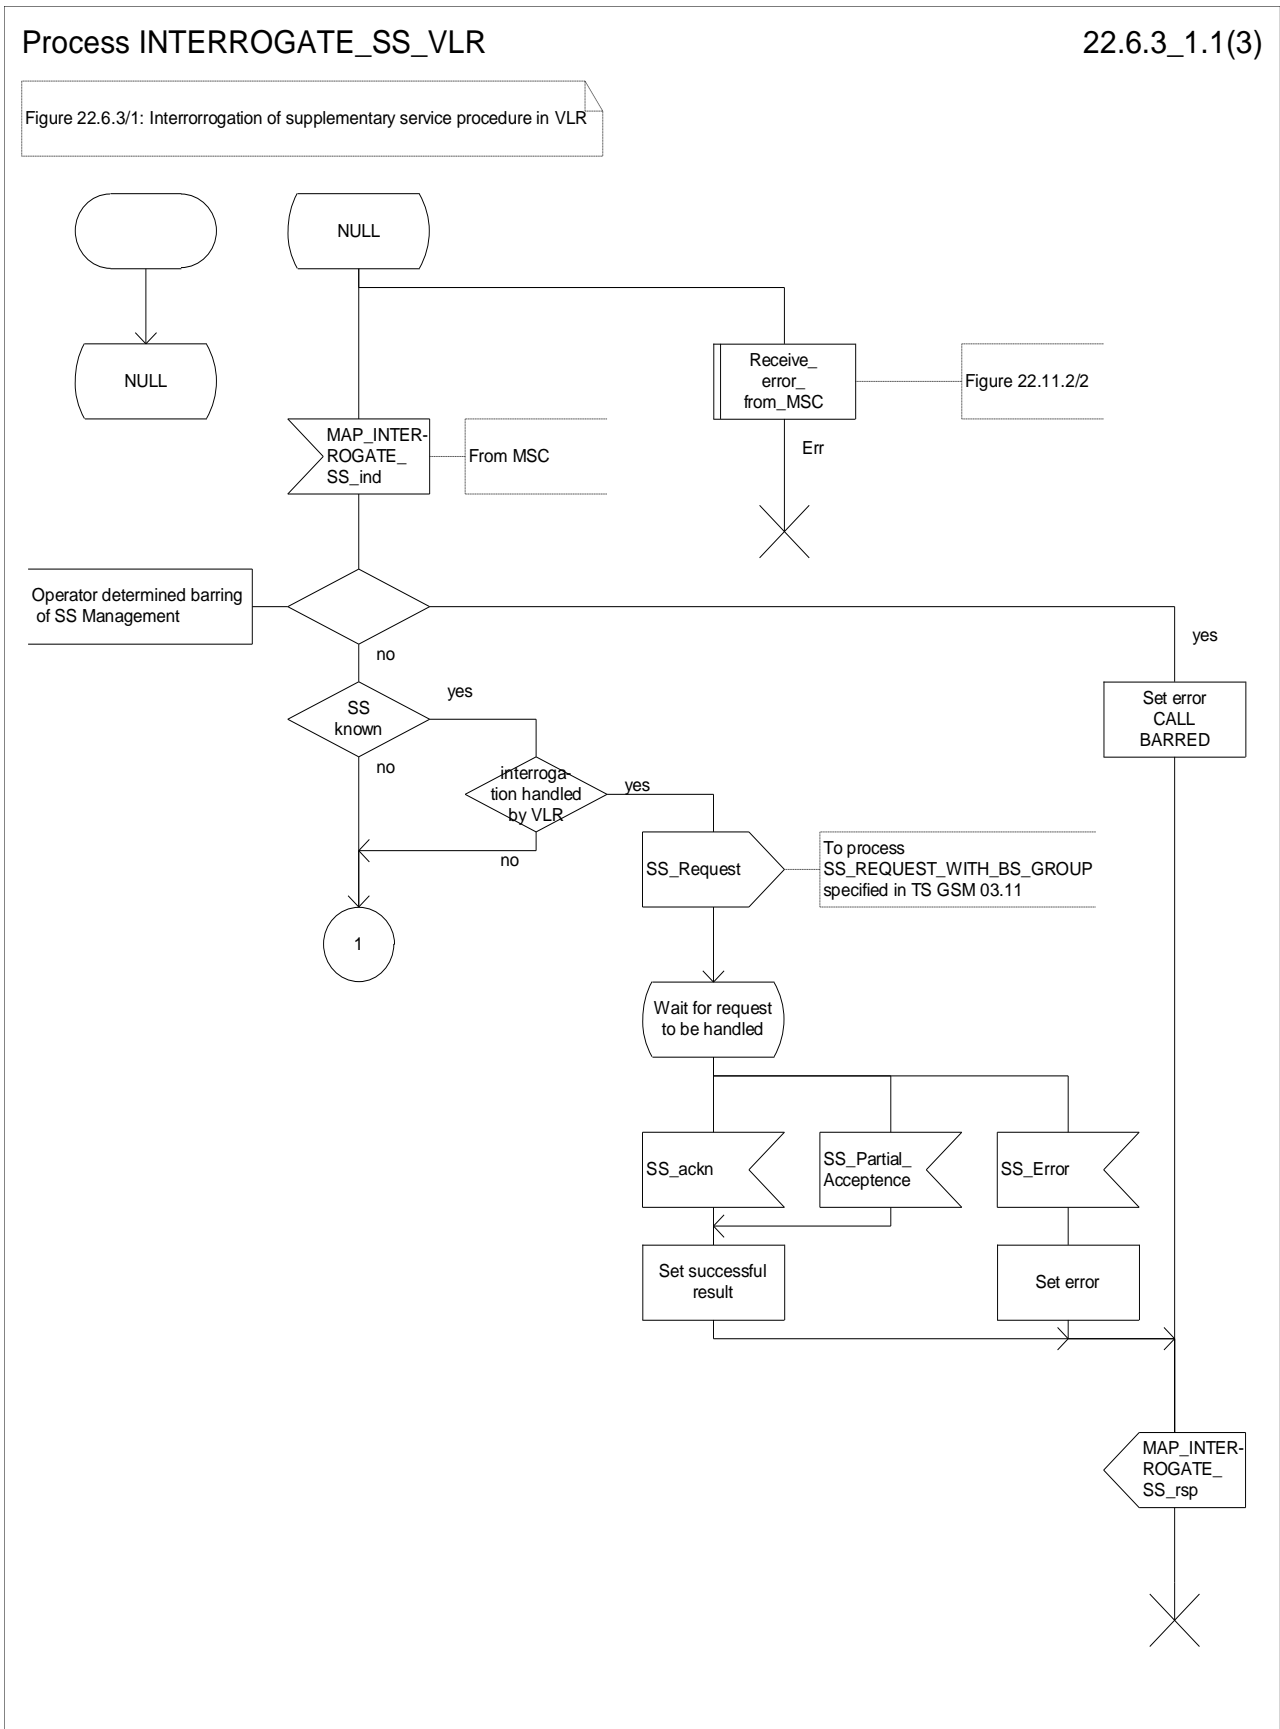 Process INTERROGATE_SS_VLR
22.6.3_1.1(3)
Figure 22.6.3/1: Interrorrogation of supplementary service procedure in VLR
NULL
NULL
Receive_
error_
from_MSC
Figure 22.11.2/2
MAP_INTER-
ROGATE_
SS_ind
From MSC
Err
Operator determined barring
of SS Management
yes
no
SS
known
yes
Set error
CALL
BARRED
no
interroga-
tion handled
by VLR
yes
no
SS_Request
To process
SS_REQUEST_WITH_BS_GROUP
specified in TS GSM 03.11
1
Wait for request
to be handled
SS_ackn
SS_Partial_
Acceptence
SS_Error
Set successful
result
Set error
MAP_INTER-
ROGATE_
SS_rsp